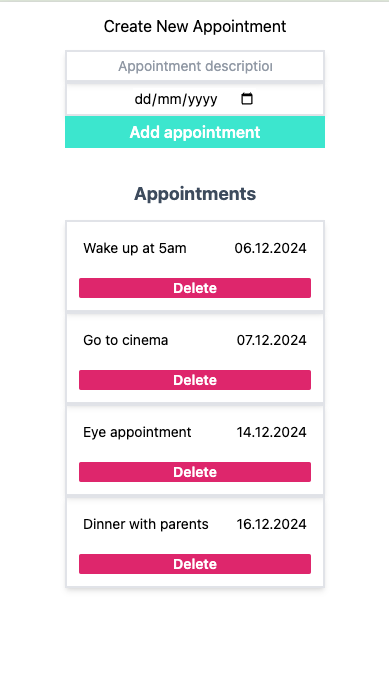 Create New Appointment
Appointment description
dd/mm/yyyy
Add appointment
Appointments
Wake up at 5am 06.12.2024
Delete
Go to cinema 07.12.2024
Delete
Eye appointment 14.12.2024
Delete
Dinner with parents 16.12.2024
Delete